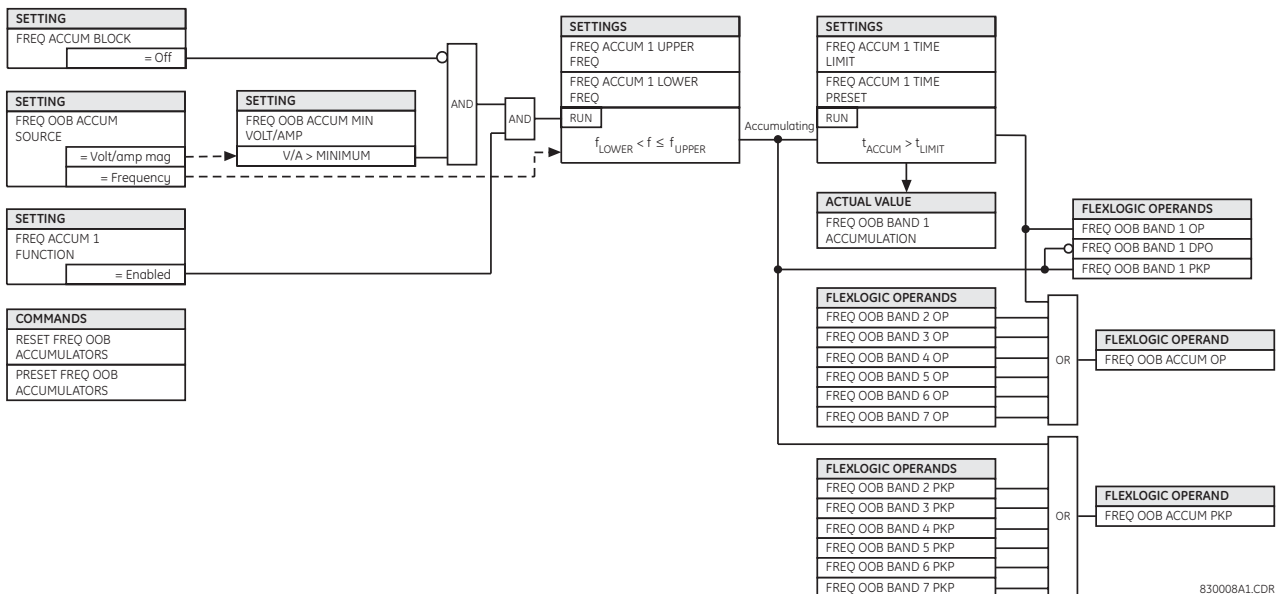 SETTING
FREQ ACCUM BLOCK
= Off
SETTING
FREQ OOB ACCUM
SOURCE
= Volt/amp mag
= Frequency
SETTING
FREQ OOB ACCUM MIN
VOLT/AMP
V/A > MINIMUM
SETTING
FREQ ACCUM 1
FUNCTION
= Enabled
COMMANDS
RESET FREQ OOB
ACCUMULATORS
PRESET FREQ OOB
ACCUMULATORS
AND
AND
SETTINGS
FREQ ACCUM 1 UPPER
FREQ
FREQ ACCUM 1 LOWER
FREQ
RUN
f LOWER < f ≤ f UPPER
Accumulating
SETTINGS
FREQ ACCUM 1 TIME
LIMIT
FREQ ACCUM 1 TIME
PRESET
RUN
t ACCUM > t LIMIT
ACTUAL VALUE
FREQ OOB BAND 1
ACCUMULATION
FLEXLOGIC OPERANDS
FREQ OOB BAND 1 OP
FREQ OOB BAND 1 DPO
FREQ OOB BAND 1 PKP
FLEXLOGIC OPERANDS
FREQ OOB BAND 2 OP
FREQ OOB BAND 3 OP
FREQ OOB BAND 4 OP
FREQ OOB BAND 5 OP
FREQ OOB BAND 6 OP
FREQ OOB BAND 7 OP
OR
FLEXLOGIC OPERAND
FREQ OOB ACCUM OP
FLEXLOGIC OPERANDS
FREQ OOB BAND 2 PKP
FREQ OOB BAND 3 PKP
FREQ OOB BAND 4 PKP
FREQ OOB BAND 5 PKP
FREQ OOB BAND 6 PKP
FREQ OOB BAND 7 PKP
OR
FLEXLOGIC OPERAND
FREQ OOB ACCUM PKP
830008A1.CDR